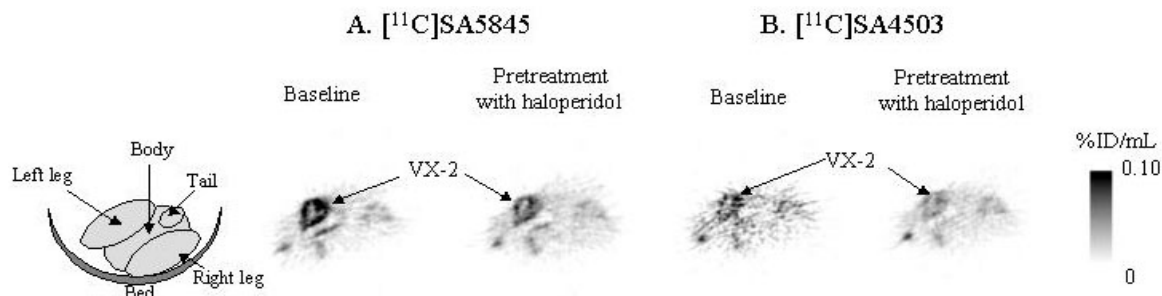 A. [¹¹C]SA5845
B. [¹¹C]SA4503
Baseline
Pretreatment
with haloperidol
Baseline
Pretreatment
with haloperidol
Body
Left leg
Tail
VX-2
VX-2
%ID/mL
0.10
Right leg
Bed
0